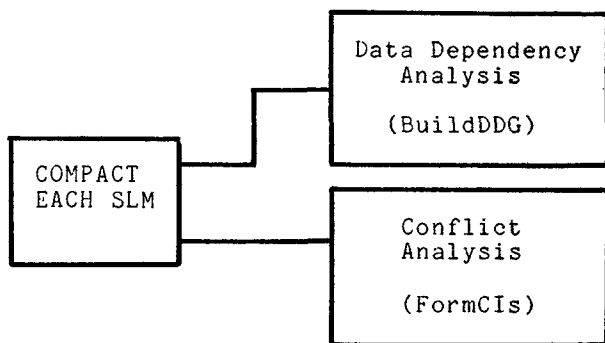 Data Dependency
Analysis
(BuildDDG)
COMPACT
EACH SLM
Conflict
Analysis
(FormCIs)